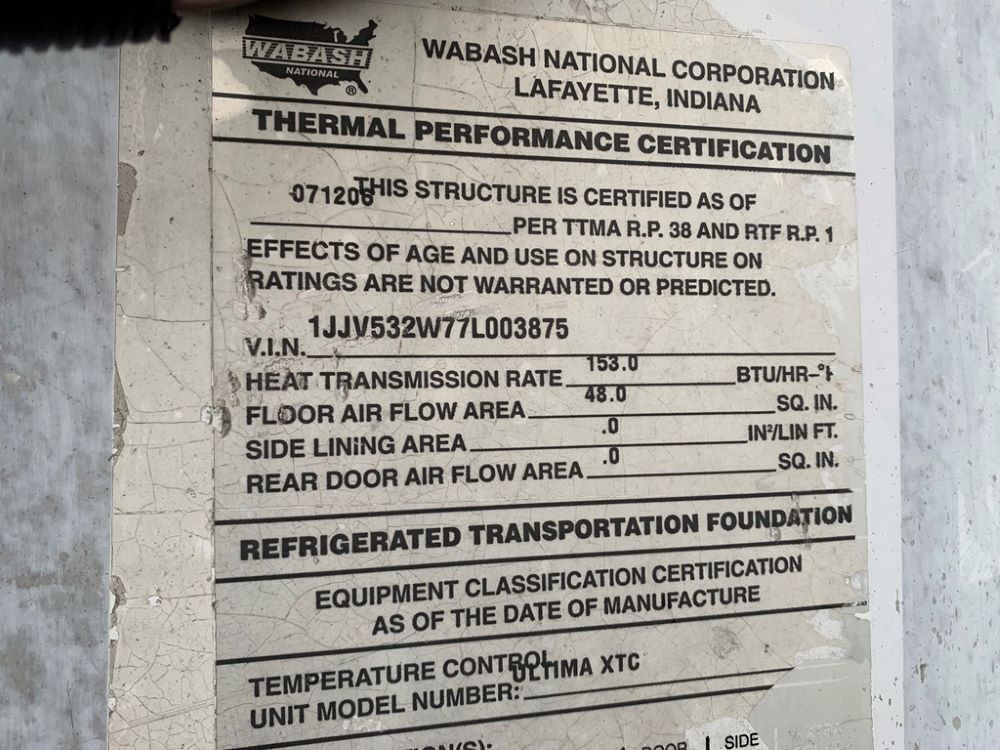 WABASH
NATIONAL
®
WABASH NATIONAL CORPORATION
LAFAYETTE, INDIANA
THERMAL PERFORMANCE CERTIFICATION
071206 THIS STRUCTURE IS CERTIFIED AS OF
PER TTMA R.P. 38 AND RTF R.P. 1
EFFECTS OF AGE AND USE ON STRUCTURE ON
RATINGS ARE NOT WARRANTED OR PREDICTED.
V.I.N. 1JJV532W77L003875
HEAT TRANSMISSION RATE 153.0 BTU/HR-°F
FLOOR AIR FLOW AREA 48.0 SQ. IN.
SIDE LINING AREA .0 IN²/LIN FT.
REAR DOOR AIR FLOW AREA .0 SQ. IN.
REFRIGERATED TRANSPORTATION FOUNDATION
EQUIPMENT CLASSIFICATION CERTIFICATION
AS OF THE DATE OF MANUFACTURE
TEMPERATURE CONTROL
UNIT MODEL NUMBER: ULTIMA XTC
DOOR SIDE